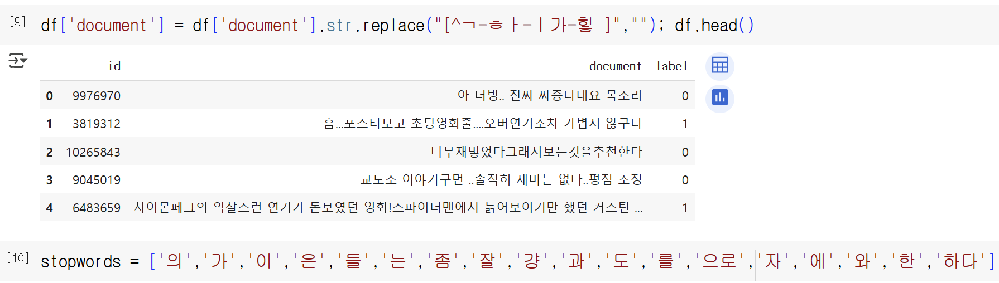 [9] df['document'] = df['document'].str.replace("[^ㄱ-ㅎㅏ-ㅣ가-힣 ]",""); df.head()
id document label
0 9976970 아 더빙.. 진짜 짜증나네요 목소리 0
1 3819312 흠...포스터보고 초딩영화줄....오버연기조차 가볍지 않구나 1
2 10265843 너무재밓었다그래서보는것을추천한다 0
3 9045019 교도소 이야기구먼 ..솔직히 재미는 없다..평점 조정 0
4 6483659 사이몬페그의 익살스런 연기가 돋보였던 영화!스파이더맨에서 늙어보이기만 했던 커스틴 ... 1
[10] stopwords = ['의','가','이','은','들','는','좀','잘','걍','과','도','를','으로','자','에','와','한','하다']